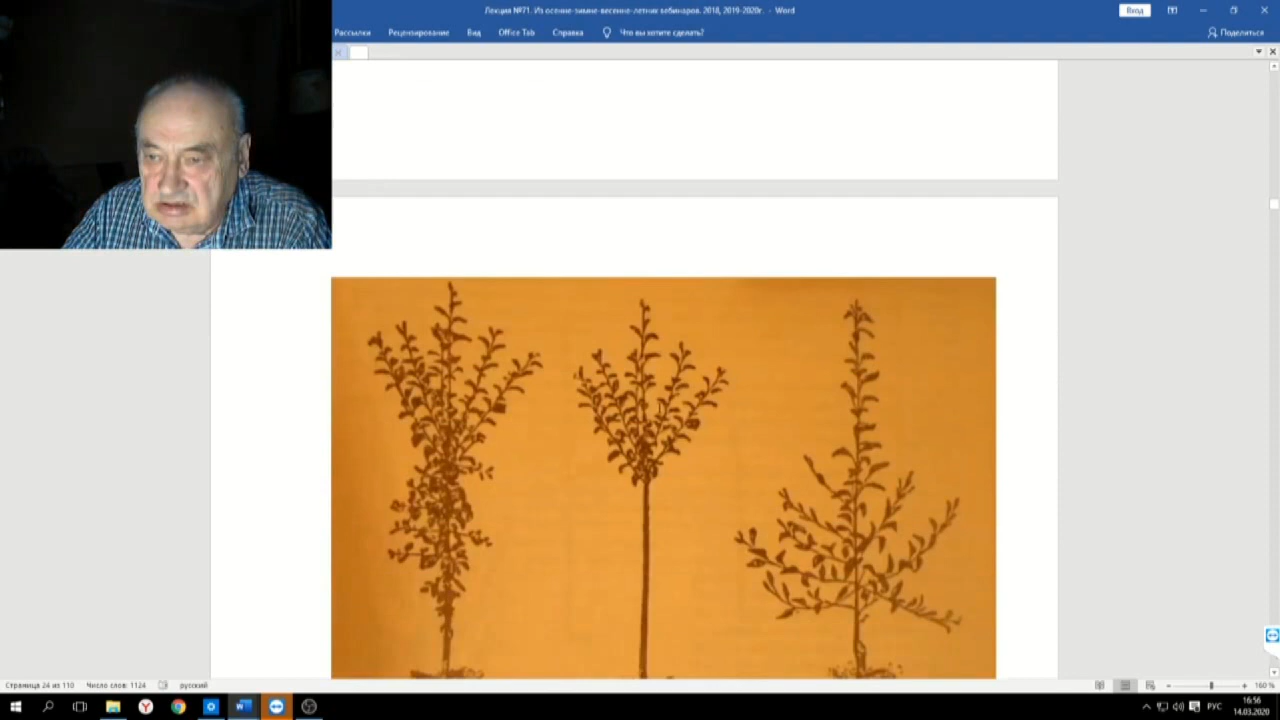 Лекция №71. Из осенне-зимне-весенне-летних вебинаров. 2018, 2019-2020г. - Word
Вход
Рассылки Рецензирование Вид Office Tab Справка Что вы хотите сделать? Поделиться
Страница 24 из 110 Число слов: 1124 русский 160 %
РУС
16:56
14.03.2020